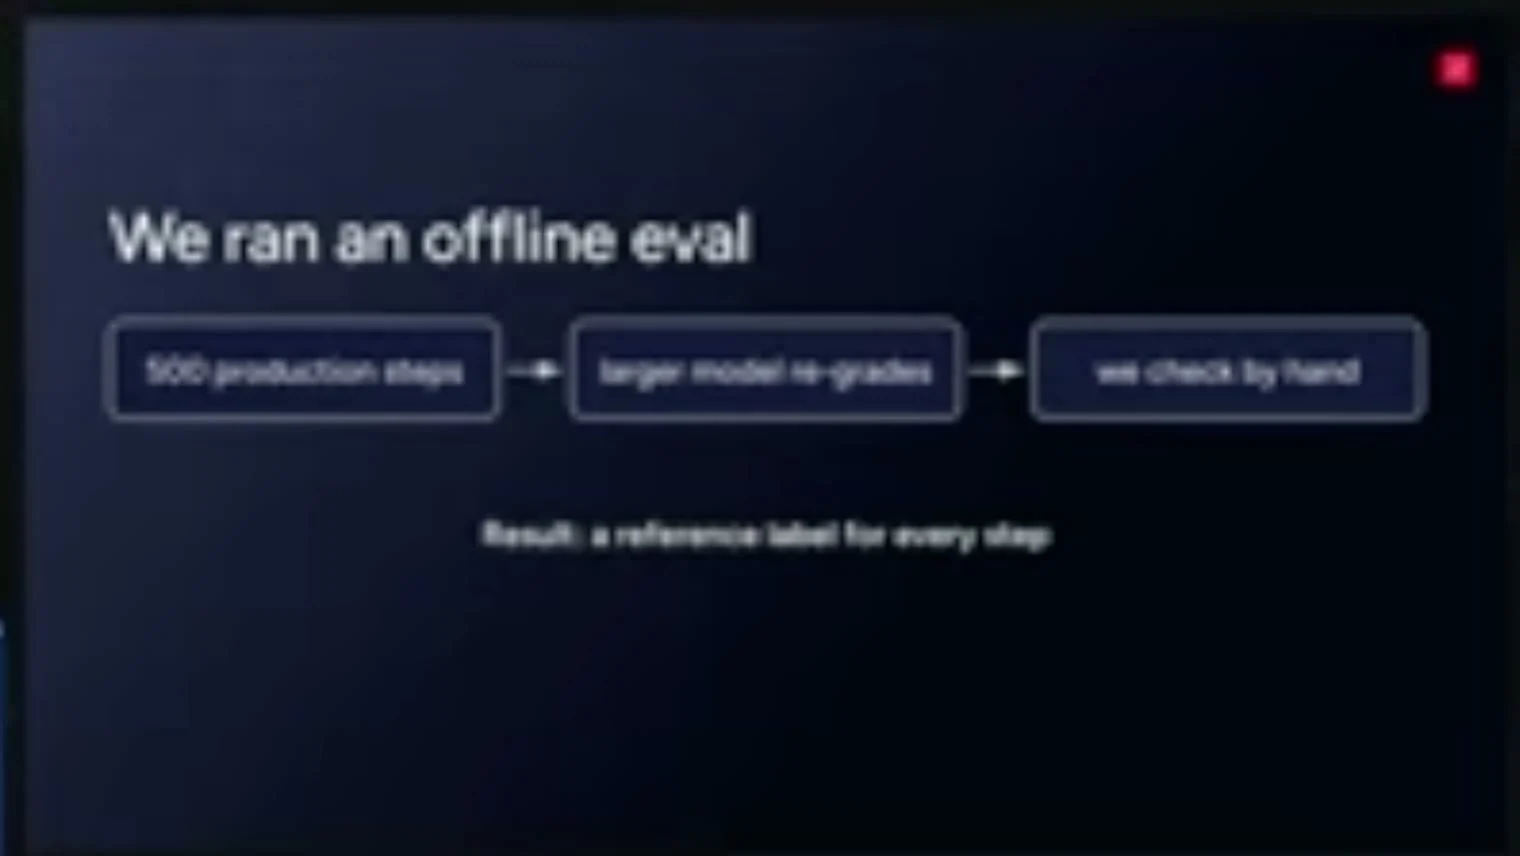 We ran an offline eval
500 production steps
larger model re-grades
we check by hand
Result: a reference label for every step